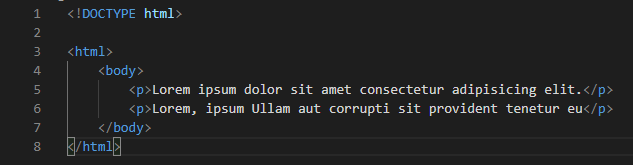 1 <!DOCTYPE html>
2
3 <html>
4 <body>
5 <p>Lorem ipsum dolor sit amet consectetur adipisicing elit.</p>
6 <p>Lorem, ipsum Ullam aut corrupti sit provident tenetur eu</p>
7 </body>
8 </html>